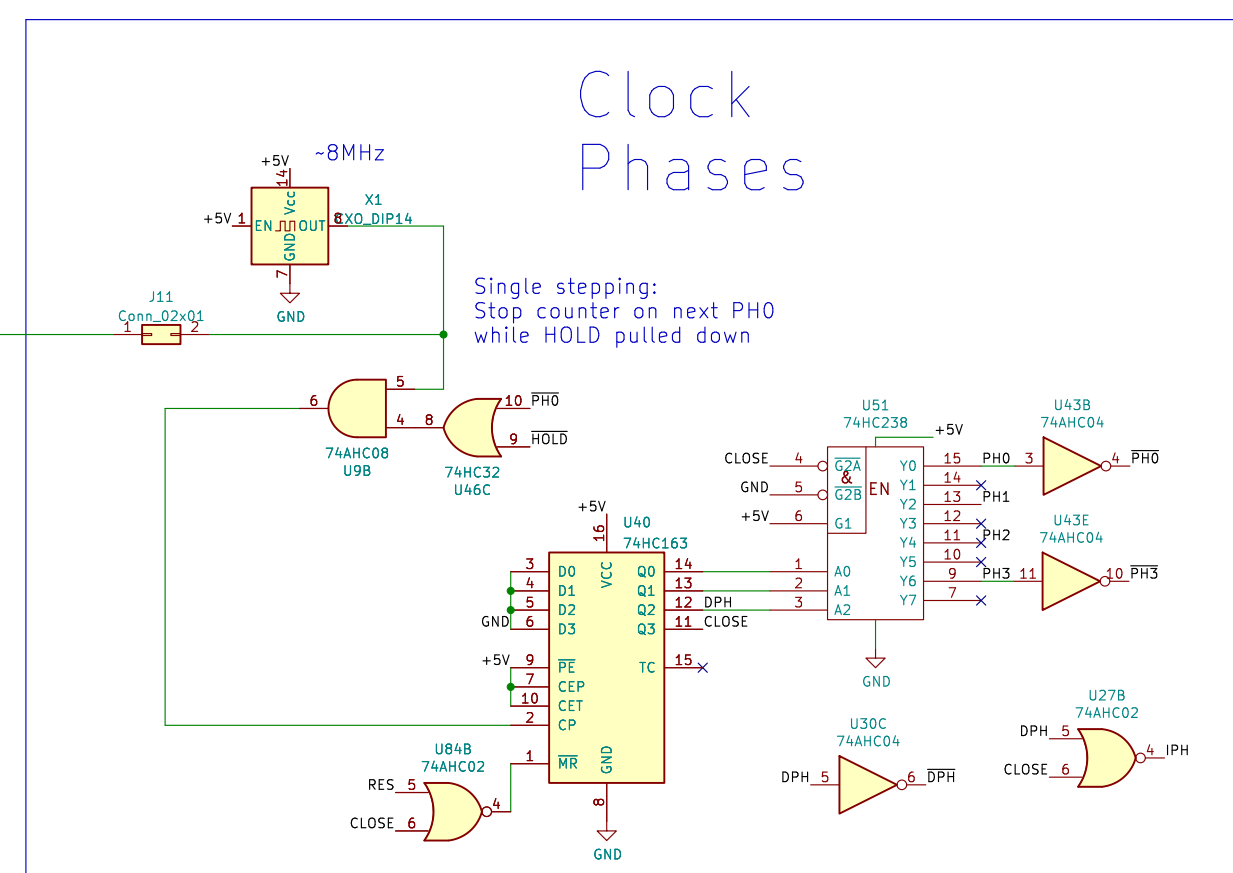 Clock
Phases
~8MHz
+5V
14
Vcc
X1
EXO_DIP14
+5V 1 EN OUT 8
GND
7
GND
J11
Conn_02x01
1 2
Single stepping:
Stop counter on next PH0
while HOLD pulled down
6 5
4
74AHC08
U9B
8 10 PH0
9 HOLD
74HC32
U46C
U51
74HC238
+5V
CLOSE 4 G2A
&
GND 5 G2B
EN
+5V 6 G1
1 A0
2 A1
3 A2
Y0 15 PH0
Y1 14
Y2 13 PH1
Y3 12
Y4 11 PH2
Y5 10
Y6 9 PH3
Y7 7
GND
U43B
74AHC04
3 4 PH0
U43E
74AHC04
11 10 PH3
+5V
16
VCC
U40
74HC163
3 D0 Q0 14
4 D1 Q1 13
5 D2 Q2 12 DPH
GND 6 D3 Q3 11 CLOSE
+5V 9 PE TC 15
7 CEP
10 CET
2 CP
1 MR
GND
8
GND
U84B
74AHC02
RES 5
4
CLOSE 6
U30C
74AHC04
DPH 5 6 DPH
U27B
74AHC02
DPH 5
4 IPH
CLOSE 6